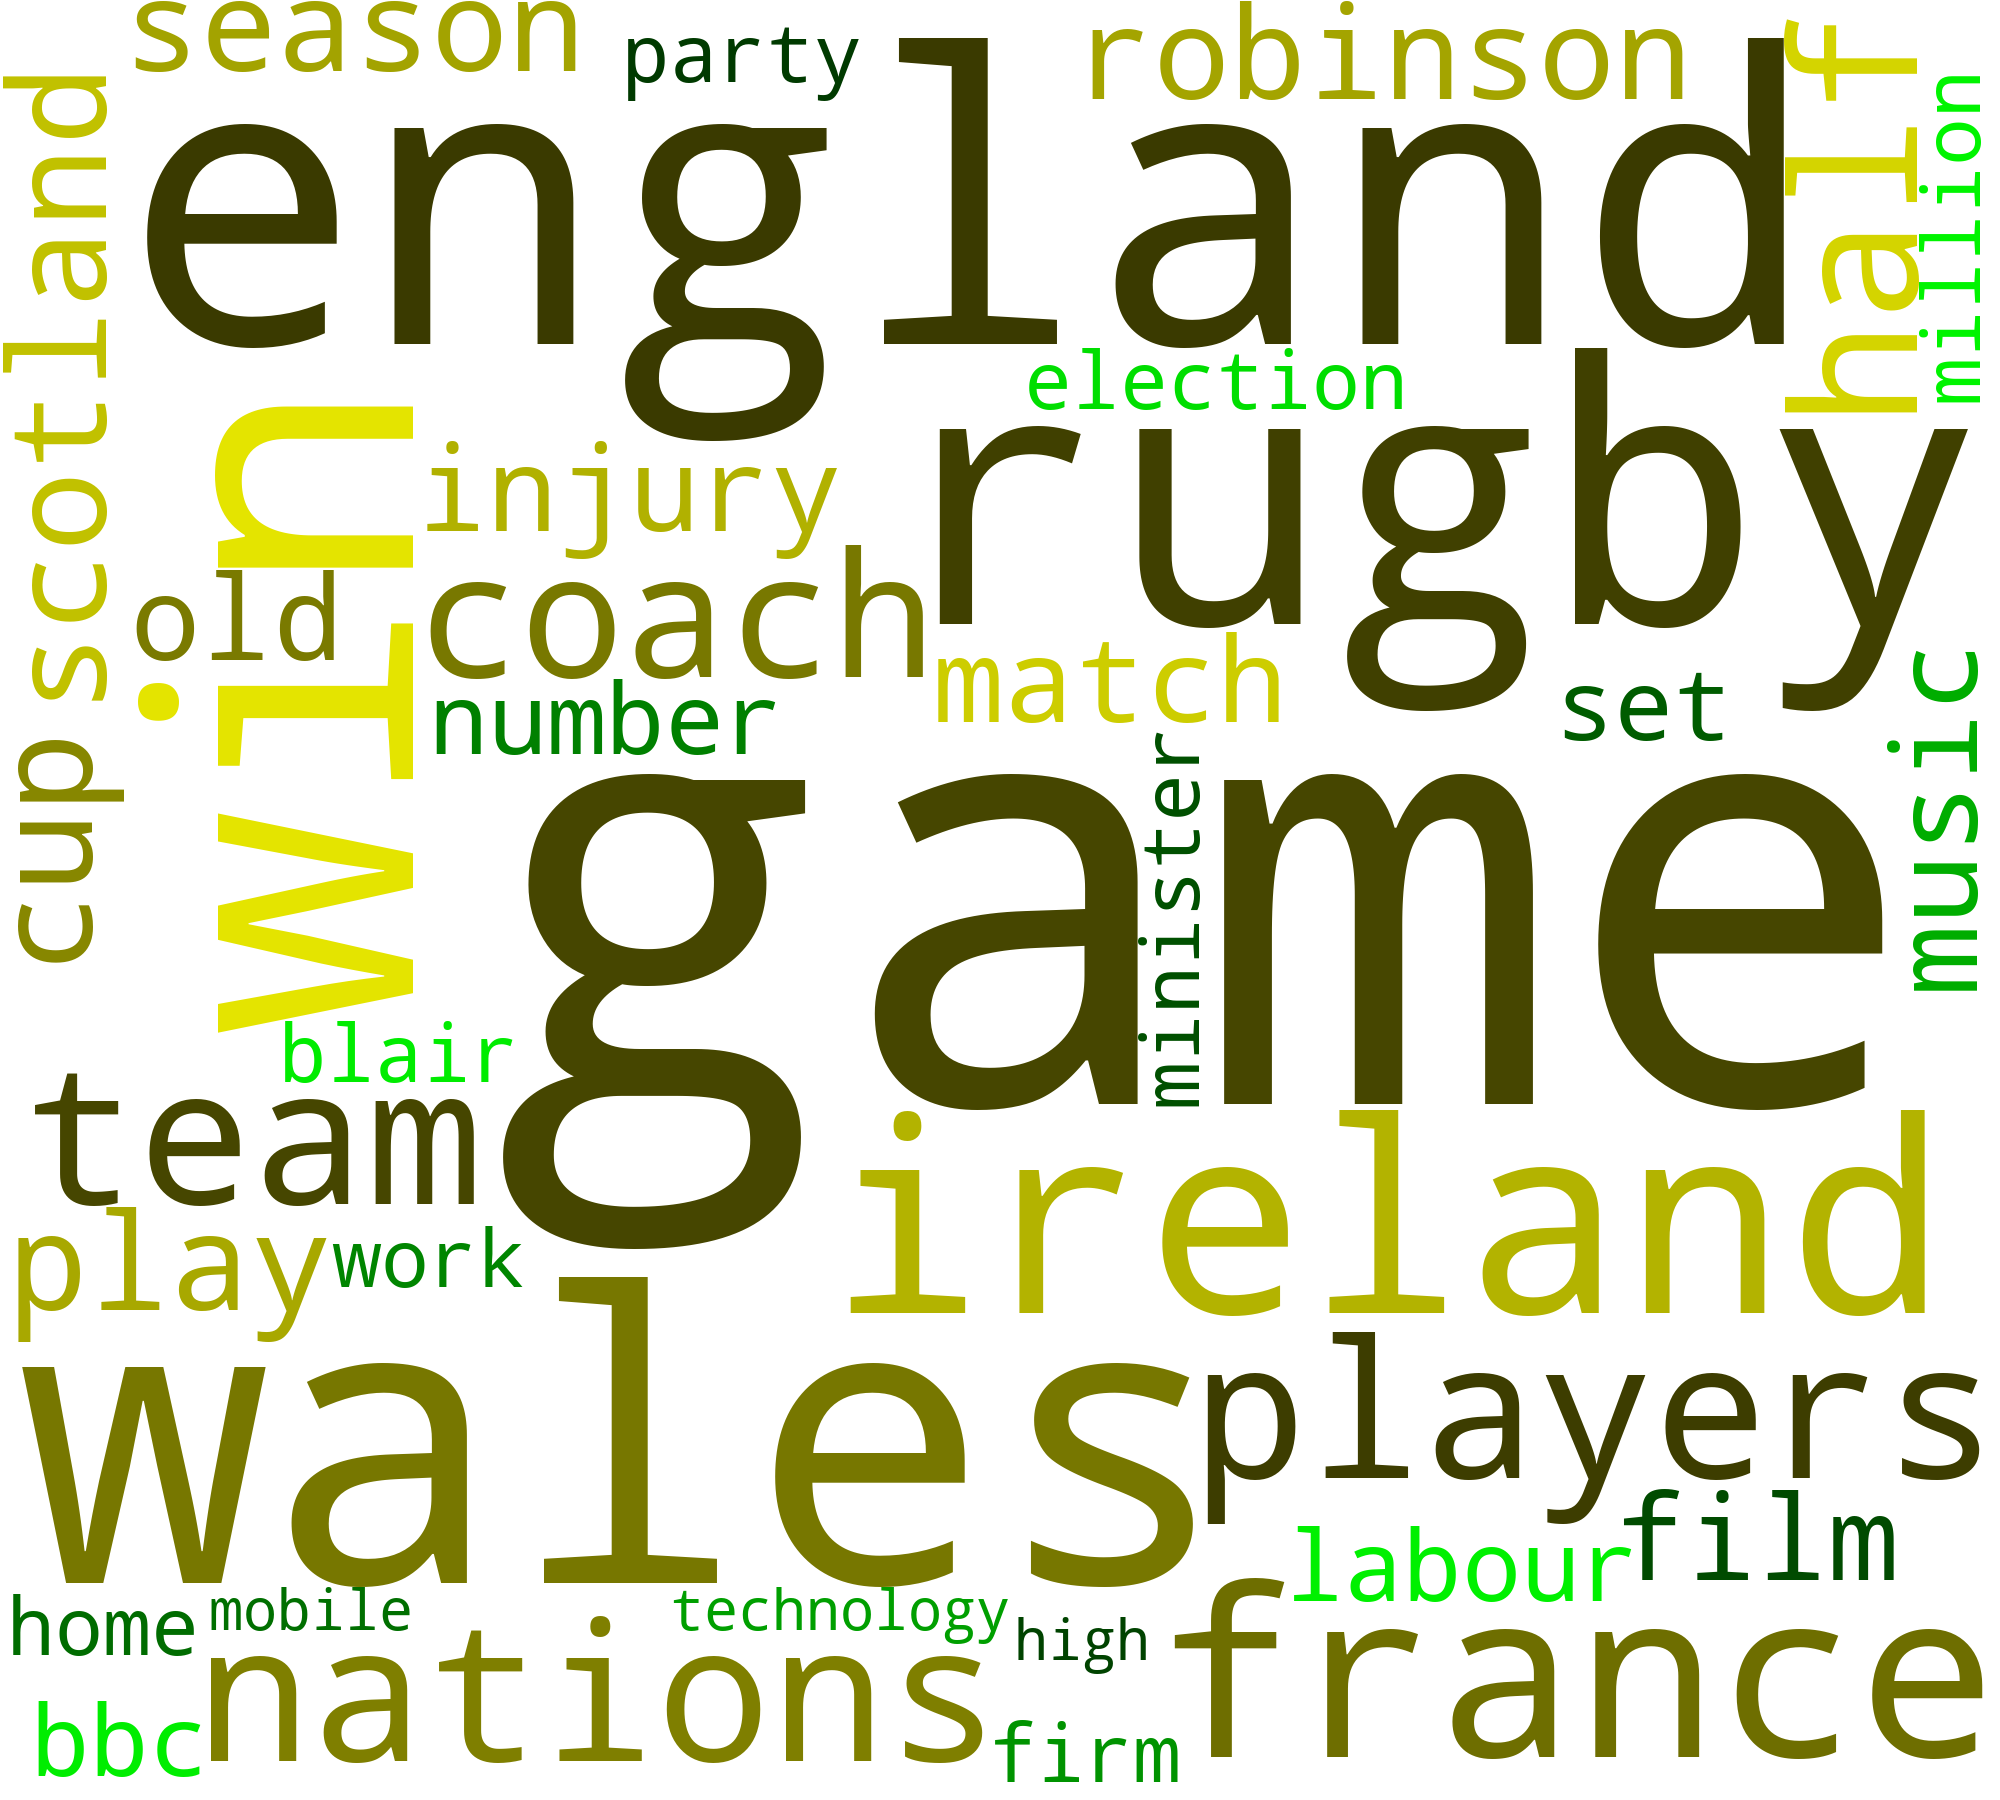 season
party
robinson
england
scotland
half
million
election
rugby
win
injury
old
coach
match
number
set
music
cup
game
minister
blair
team
ireland
play
work
wales
players
film
labour
home
mobile
technology
high
nations
france
bbc
firm